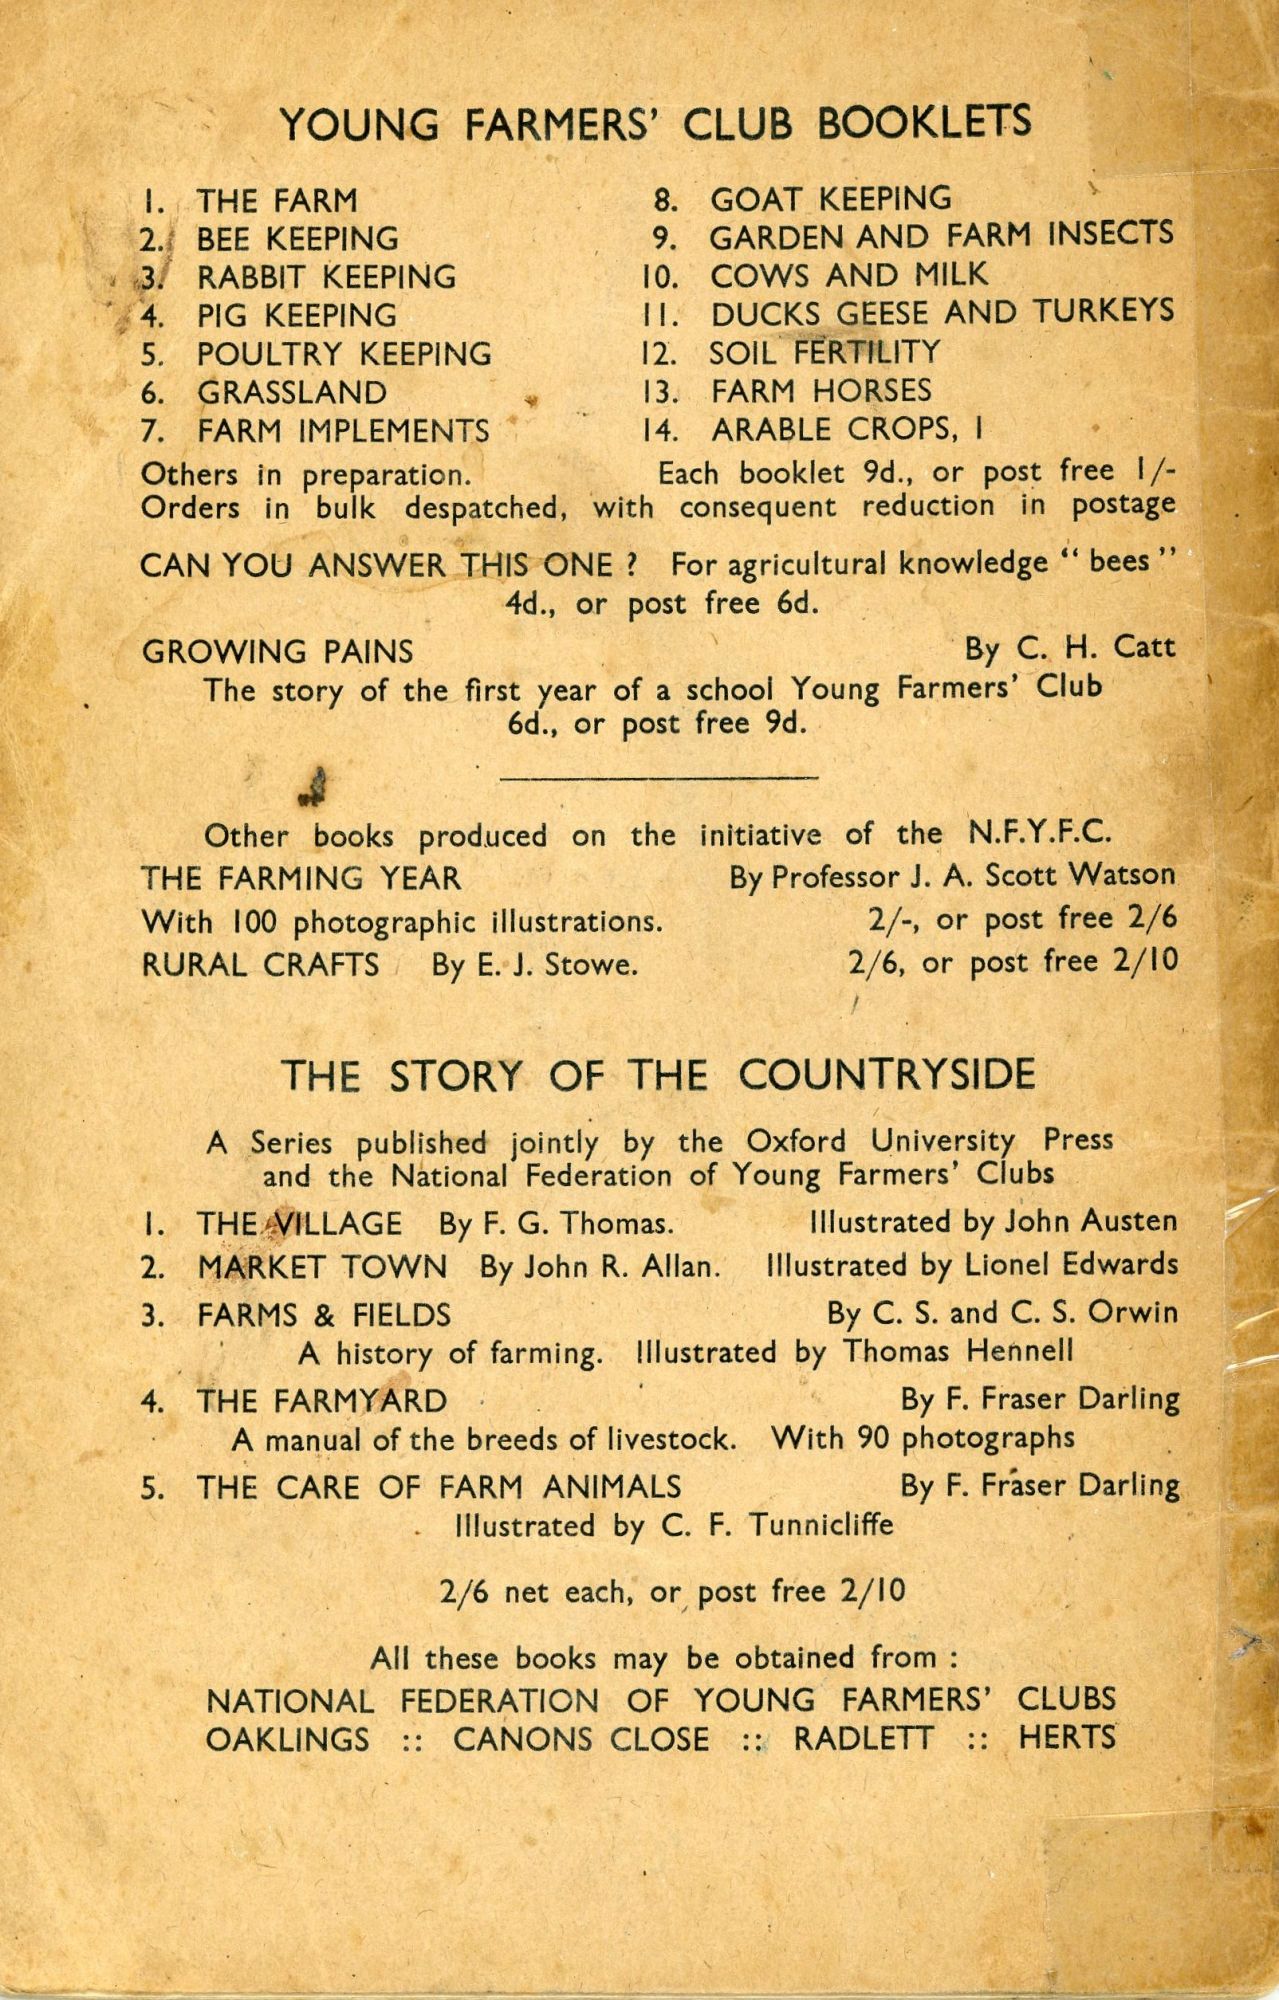 YOUNG FARMERS' CLUB BOOKLETS
1. THE FARM
2. BEE KEEPING
3. RABBIT KEEPING
4. PIG KEEPING
5. POULTRY KEEPING
6. GRASSLAND
7. FARM IMPLEMENTS
8. GOAT KEEPING
9. GARDEN AND FARM INSECTS
10. COWS AND MILK
11. DUCKS GEESE AND TURKEYS
12. SOIL FERTILITY
13. FARM HORSES
14. ARABLE CROPS, I
Others in preparation. Each booklet 9d., or post free 1/-
Orders in bulk despatched, with consequent reduction in postage
CAN YOU ANSWER THIS ONE ? For agricultural knowledge “ bees ”
4d., or post free 6d.
GROWING PAINS By C. H. Catt
The story of the first year of a school Young Farmers' Club
6d., or post free 9d.
Other books produced on the initiative of the N.F.Y.F.C.
THE FARMING YEAR By Professor J. A. Scott Watson
With 100 photographic illustrations. 2/-, or post free 2/6
RURAL CRAFTS By E. J. Stowe. 2/6, or post free 2/10
THE STORY OF THE COUNTRYSIDE
A Series published jointly by the Oxford University Press
and the National Federation of Young Farmers' Clubs
1. THE VILLAGE By F. G. Thomas. Illustrated by John Austen
2. MARKET TOWN By John R. Allan. Illustrated by Lionel Edwards
3. FARMS & FIELDS By C. S. and C. S. Orwin
A history of farming. Illustrated by Thomas Hennell
4. THE FARMYARD By F. Fraser Darling
A manual of the breeds of livestock. With 90 photographs
5. THE CARE OF FARM ANIMALS By F. Fraser Darling
Illustrated by C. F. Tunnicliffe
2/6 net each, or post free 2/10
All these books may be obtained from :
NATIONAL FEDERATION OF YOUNG FARMERS' CLUBS
OAKLINGS :: CANONS CLOSE :: RADLETT :: HERTS